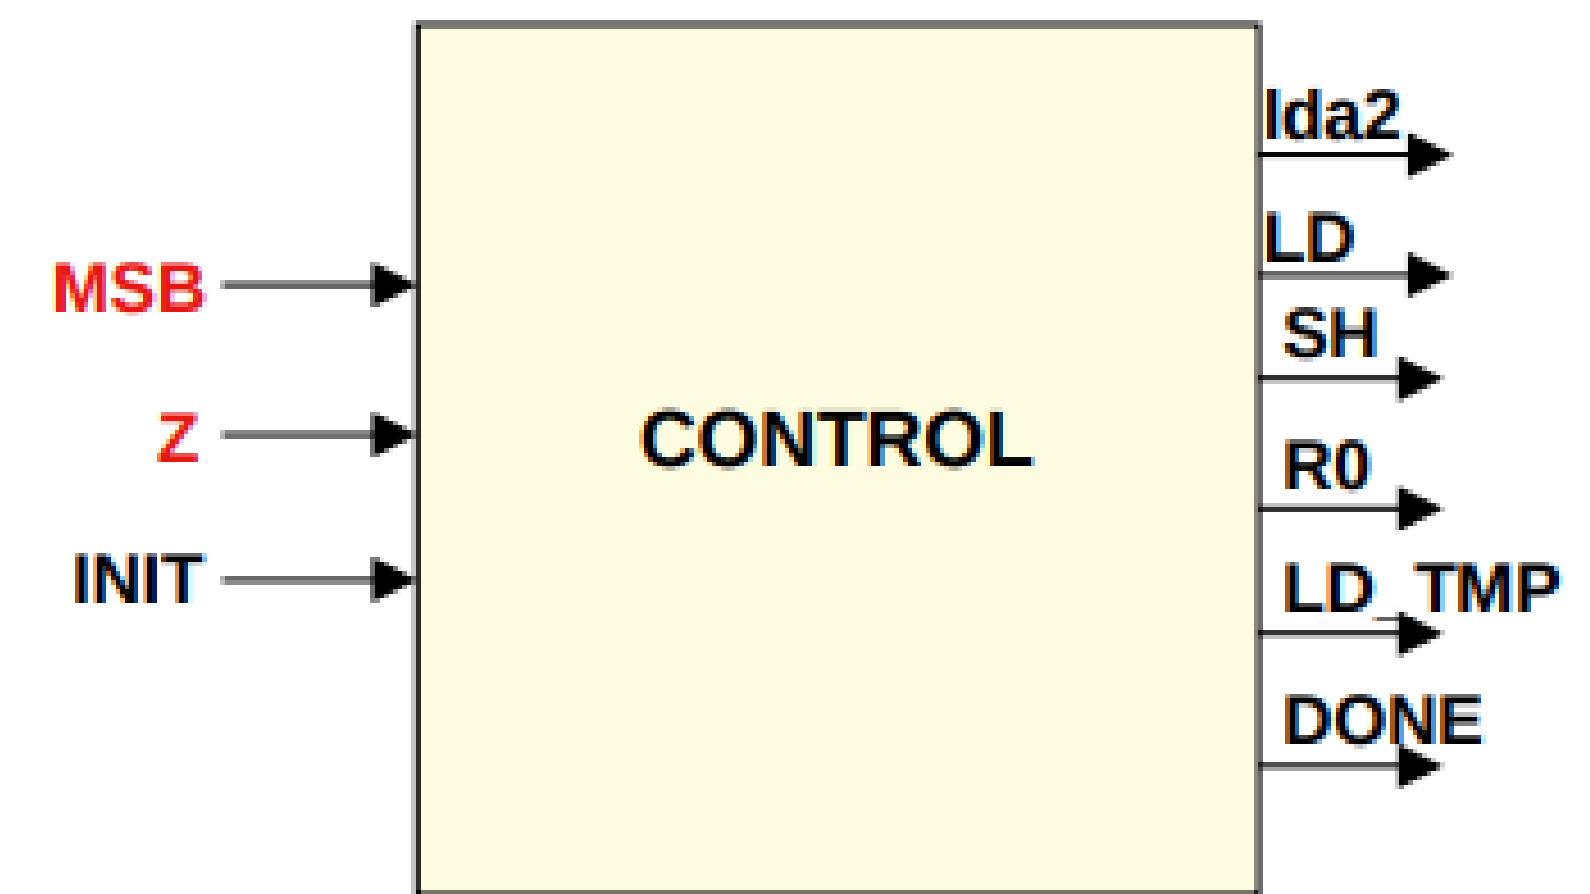 lda2
LD
MSB
SH
Z
CONTROL
R0
INIT
LD_TMP
DONE